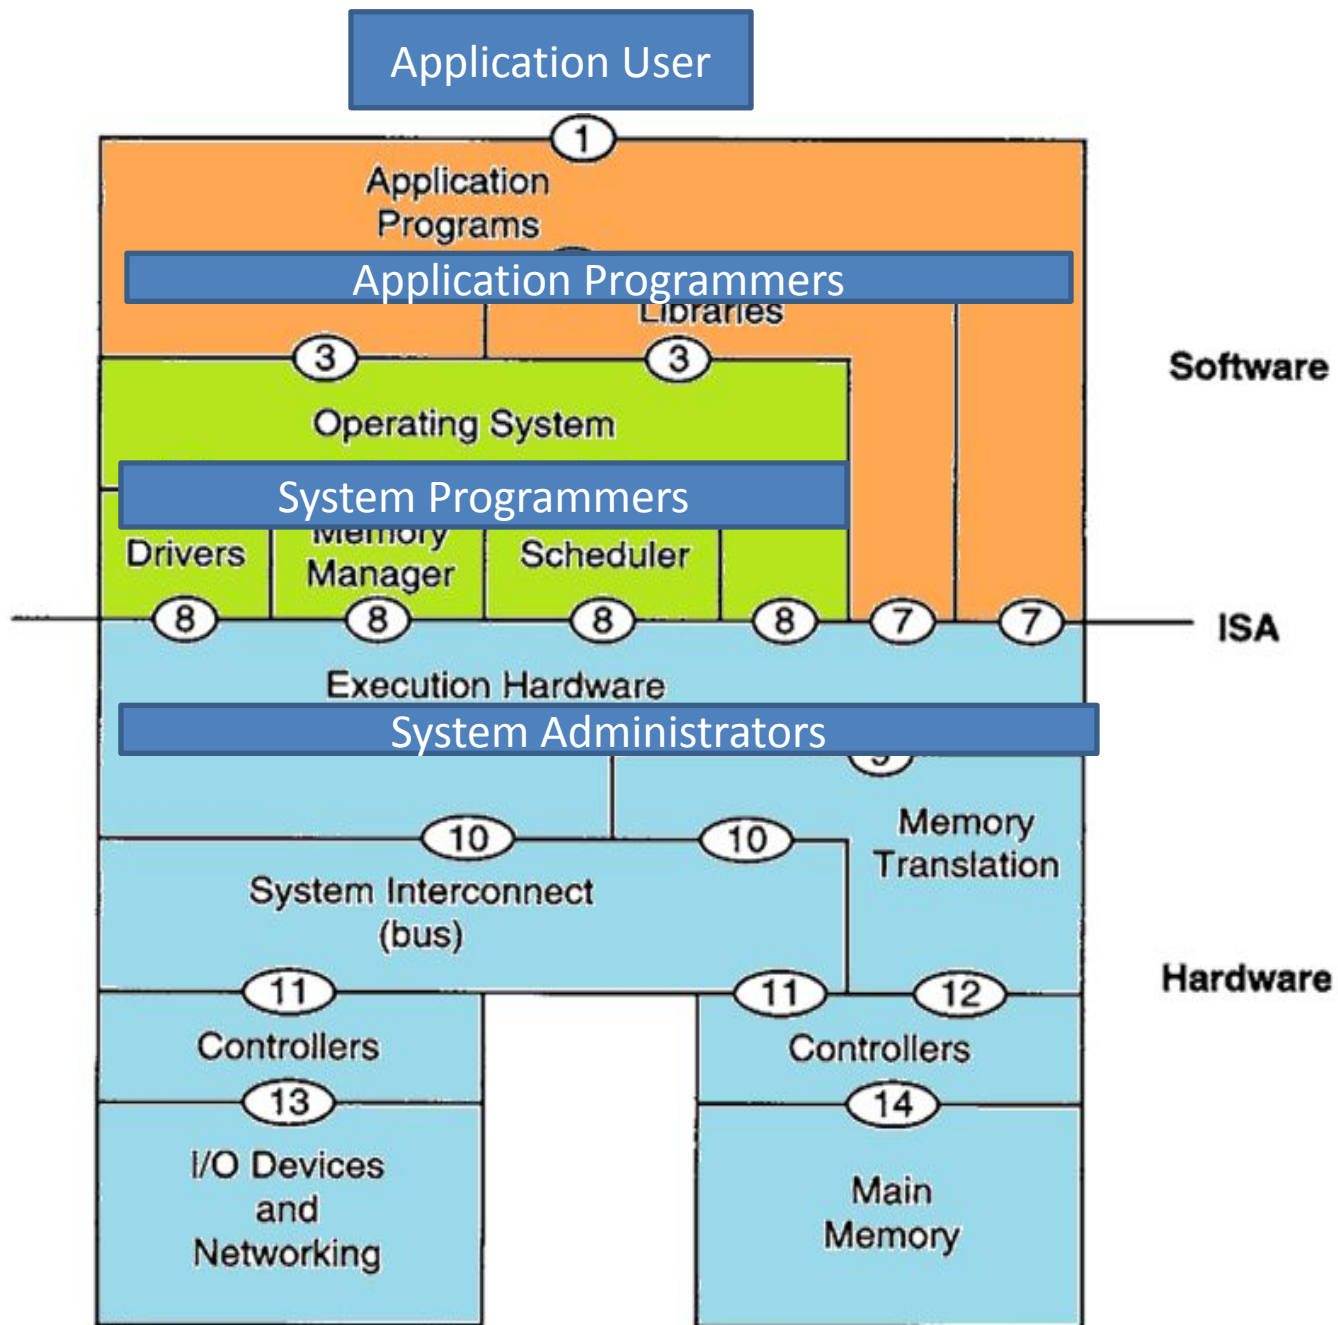 Application User
1
Application
Programs
Application Programmers
Libraries
3
3
Software
Operating System
System Programmers
Drivers
Memory
Manager
Scheduler
8
8
8
8
7
7
ISA
Execution Hardware
System Administrators
9
10
10
Memory
Translation
System Interconnect
(bus)
11
11
12
Hardware
Controllers
Controllers
13
14
I/O Devices
and
Networking
Main
Memory